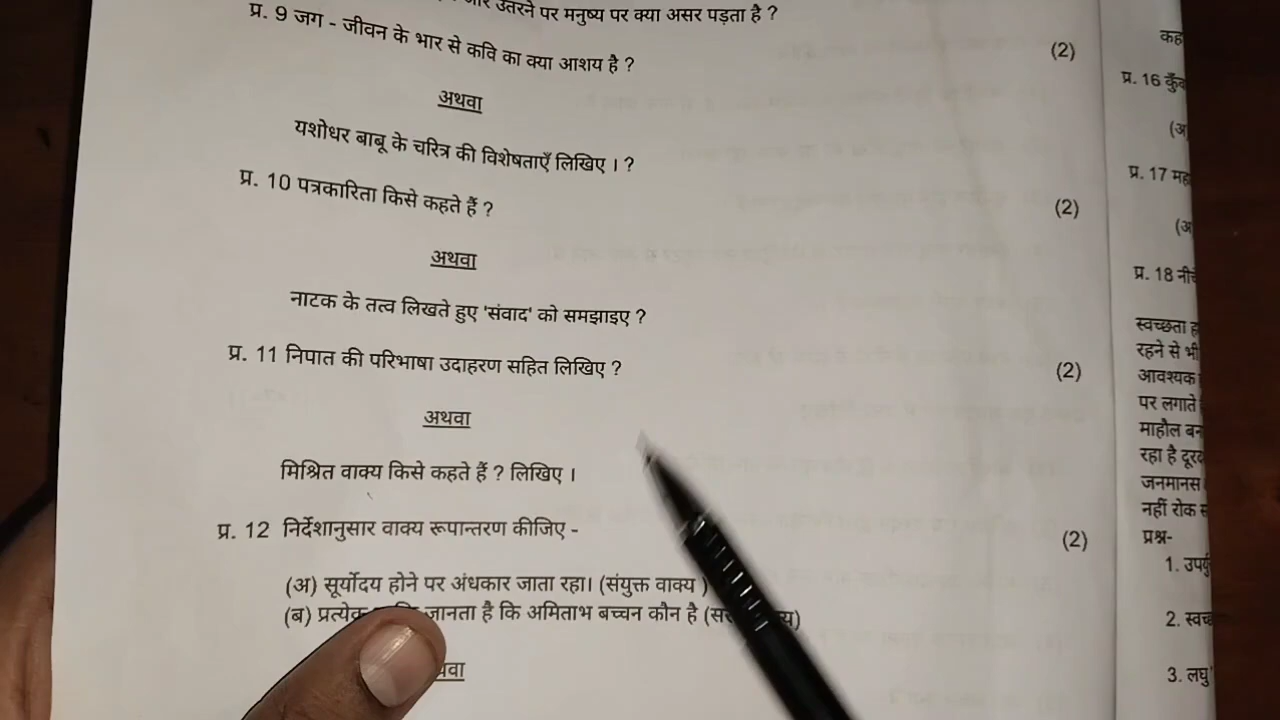 और उतरने पर मनुष्य पर क्या असर पड़ता है ?
प्र. 9 जग - जीवन के भार से कवि का क्या आशय है ? (2)
अथवा
यशोधर बाबू के चरित्र की विशेषताएँ लिखिए । ?
प्र. 10 पत्रकारिता किसे कहते हैं ? (2)
अथवा
नाटक के तत्व लिखते हुए 'संवाद' को समझाइए ?
प्र. 11 निपात की परिभाषा उदाहरण सहित लिखिए ? (2)
अथवा
मिश्रित वाक्य किसे कहते हैं ? लिखिए ।
प्र. 12 निर्देशानुसार वाक्य रूपान्तरण कीजिए - (2)
(अ) सूर्योदय होने पर अंधकार जाता रहा। (संयुक्त वाक्य )
(ब) प्रत्येक जानता है कि अमिताभ बच्चन कौन है
कह
प्र. 16
(अ
प्र. 17
(अ
प्र. 18
स्वच्छता
रहने से भी
आवश्यक
पर लगाते
माहौल
रहा है
जनमानस
नहीं रोक
प्रश्न-
1.
2.
3. लघु